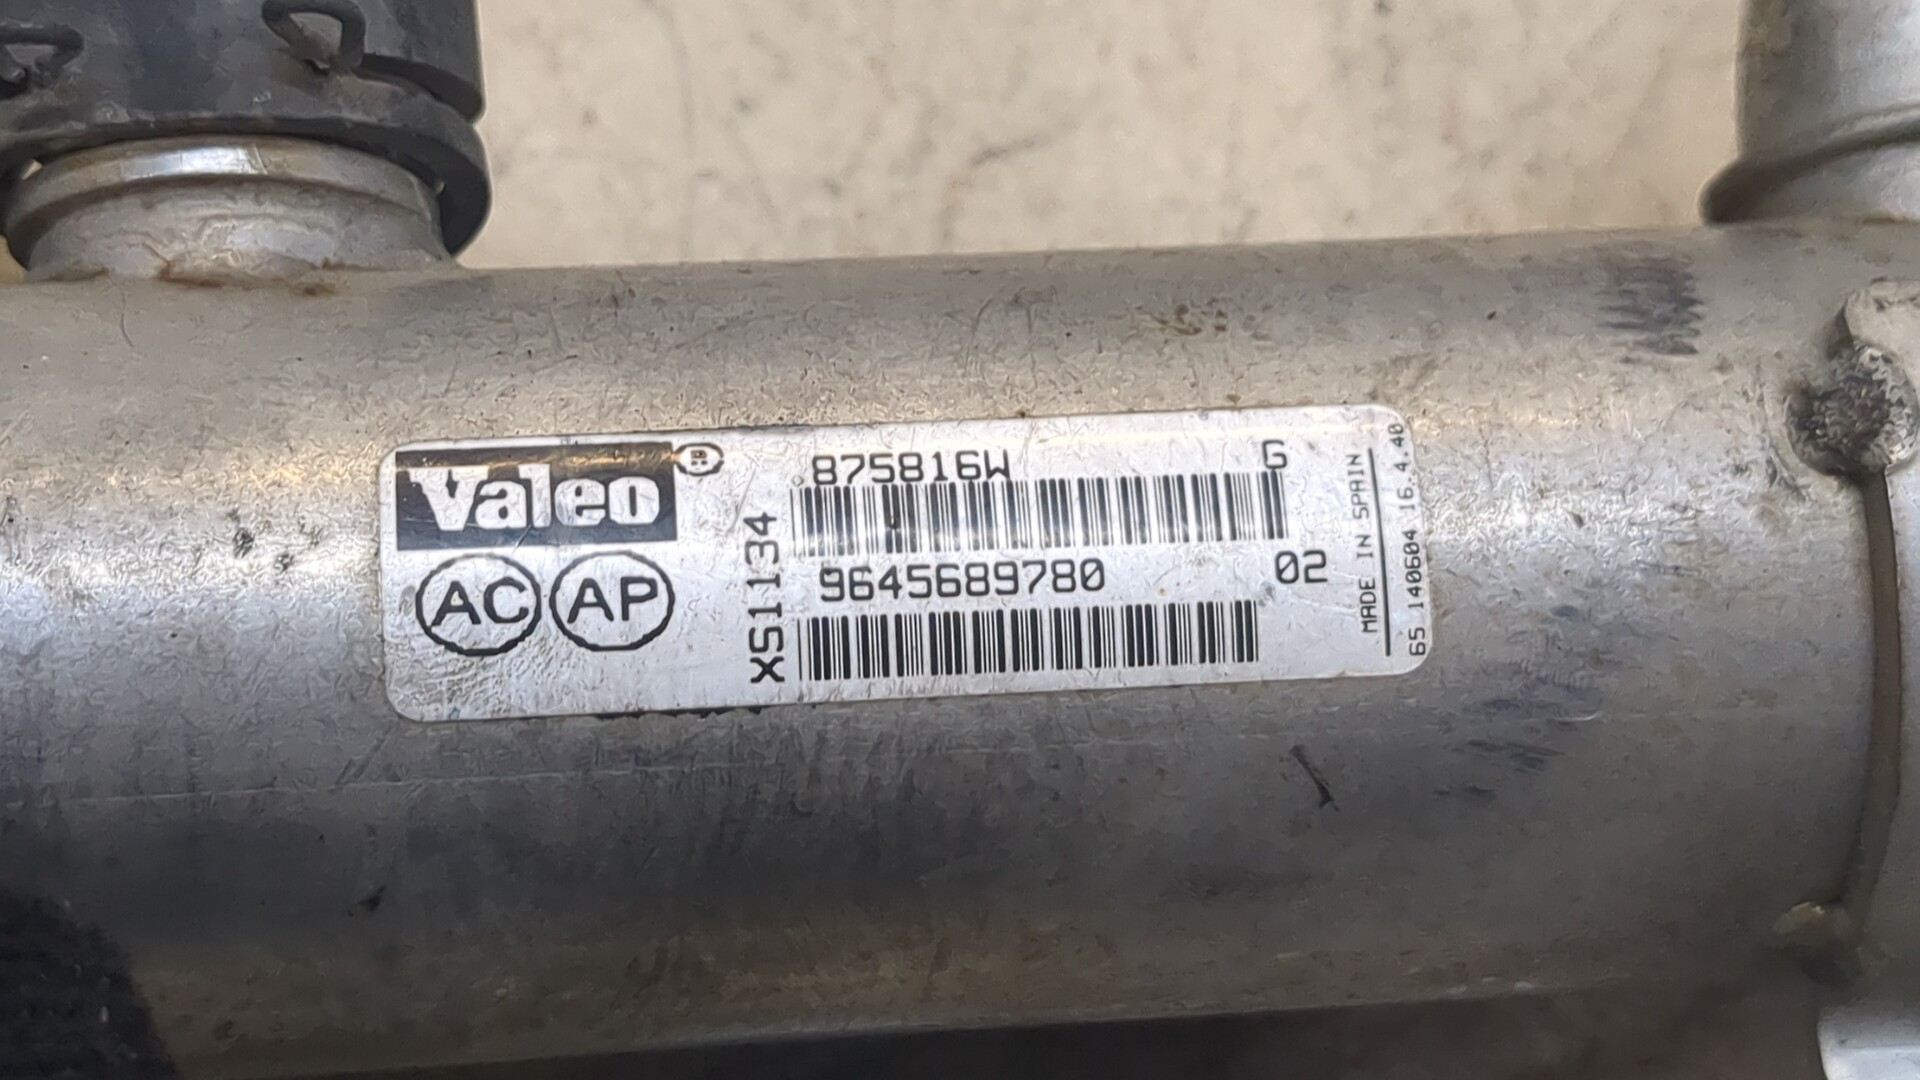 Valeo®
AC AP
XS1134
875816W G
9645689780 02
MADE IN SPAIN
65 140604 16.4.40